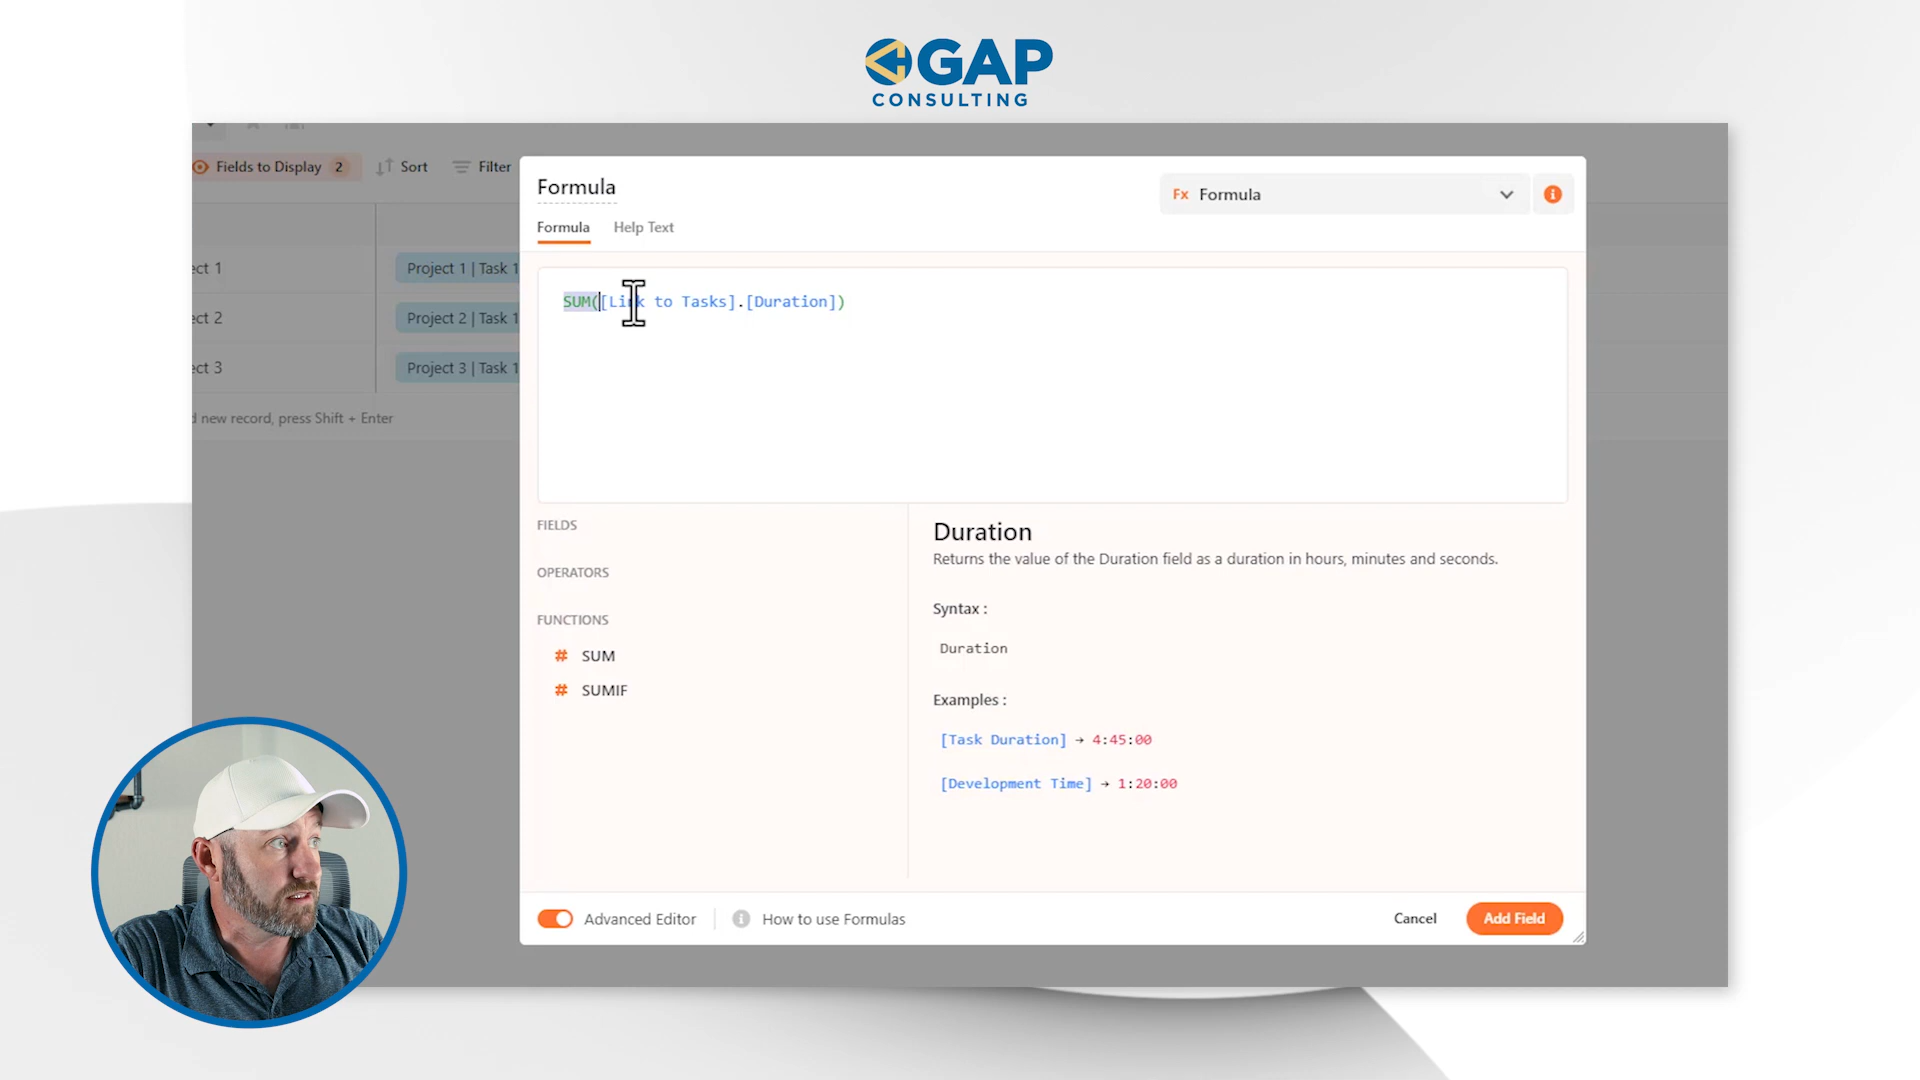 GAP
CONSULTING
Fields to Display 2
Sort
Filter
Formula
Fx Formula
Formula
Help Text
SUM([Link to Tasks].[Duration])
ect 1
Project 1 | Task 1
ect 2
Project 2 | Task 1
ect 3
Project 3 | Task 1
new record, press Shift + Enter
FIELDS
OPERATORS
FUNCTIONS
# SUM
# SUMIF
Duration
Returns the value of the Duration field as a duration in hours, minutes and seconds.
Syntax :
Duration
Examples :
[Task Duration] → 4:45:00
[Development Time] → 1:20:00
Advanced Editor
How to use Formulas
Cancel
Add Field